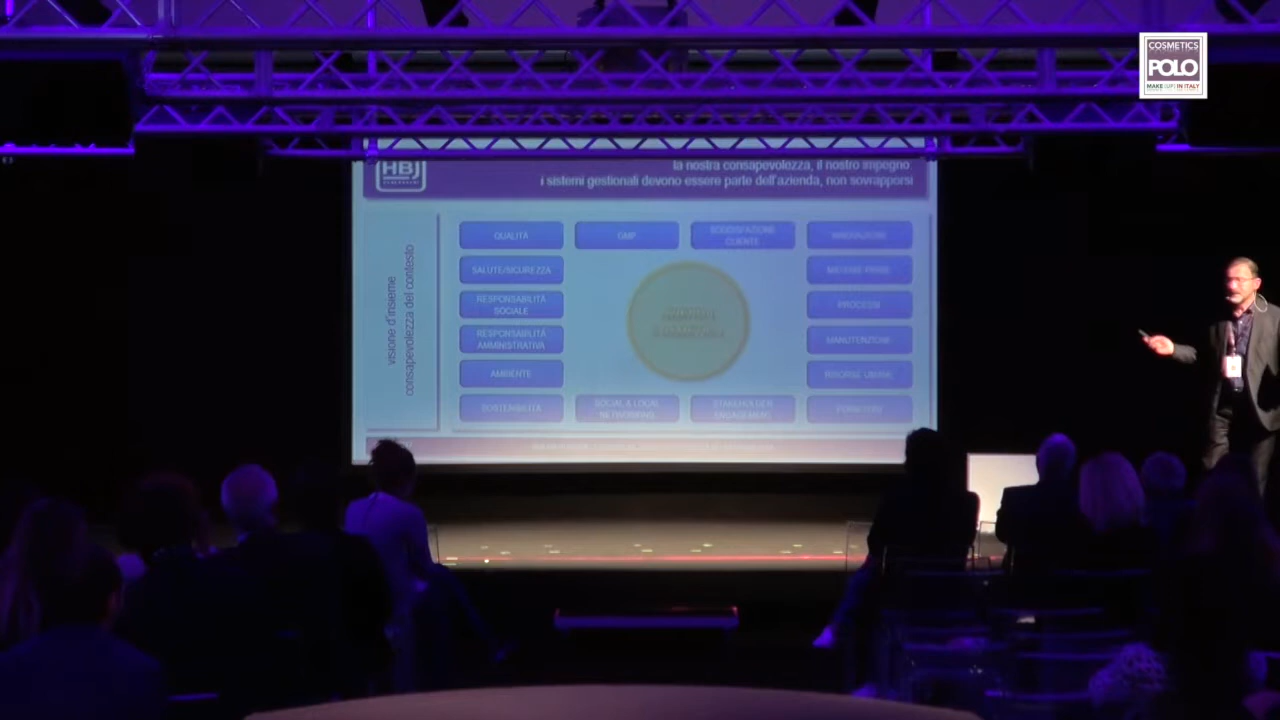 COSMETICS
POLO
MAKE (UP) IN ITALY
HBJ
la nostra consapevolezza, il nostro impegno
i sistemi gestionali devono essere parte dell'azienda, non sovrapporsi
visione d'insieme
consapevolezza del contesto
QUALITÀ
GMP
SODDISFAZIONE
CLIENTE
INNOVAZIONE
SALUTE/SICUREZZA
MATERIE PRIME
RESPONSABILITÀ
SOCIALE
PROCESSI
RESPONSABILITÀ
AMMINISTRATIVA
MANUTENZIONE
AMBIENTE
RISORSE UMANE
SOSTENIBILITÀ
SOCIAL & LOCAL
NETWORKING
STAKEHOLDER
ENGAGEMENT
FORNITORI